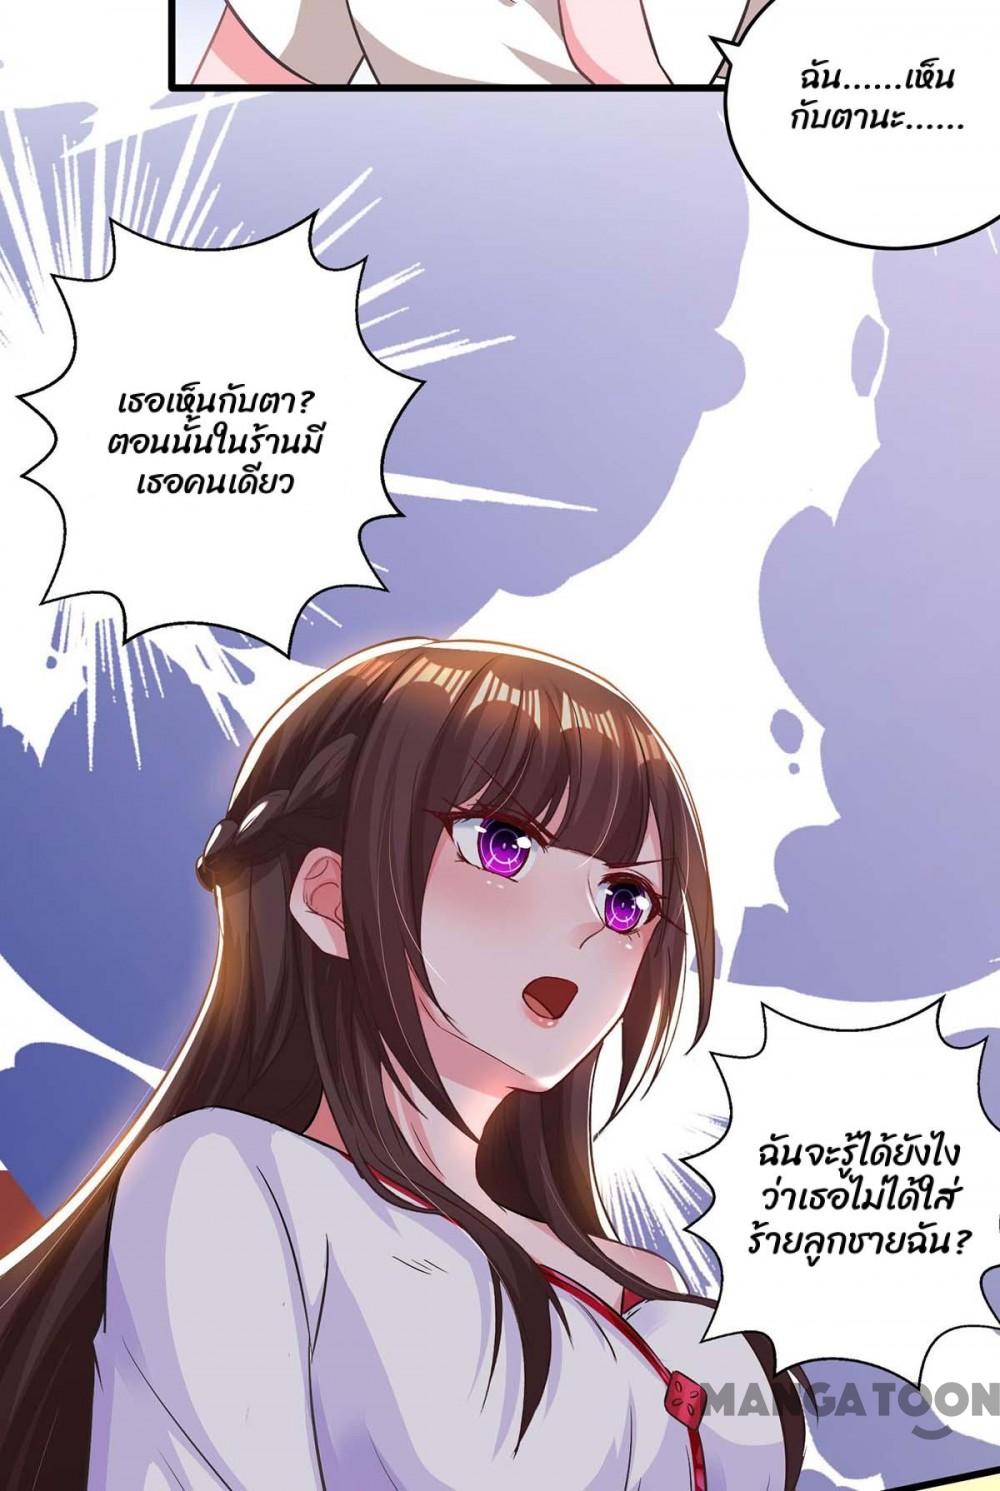 ฉัน......เห็น
กับตานะ......
เธอเห็นกับตา?
ตอนนั้นในร้านมี
เธอคนเดียว
ฉันจะรู้ได้ยังไง
ว่าเธอไม่ได้ใส่
ร้ายลูกชายฉัน?
MANGATOON